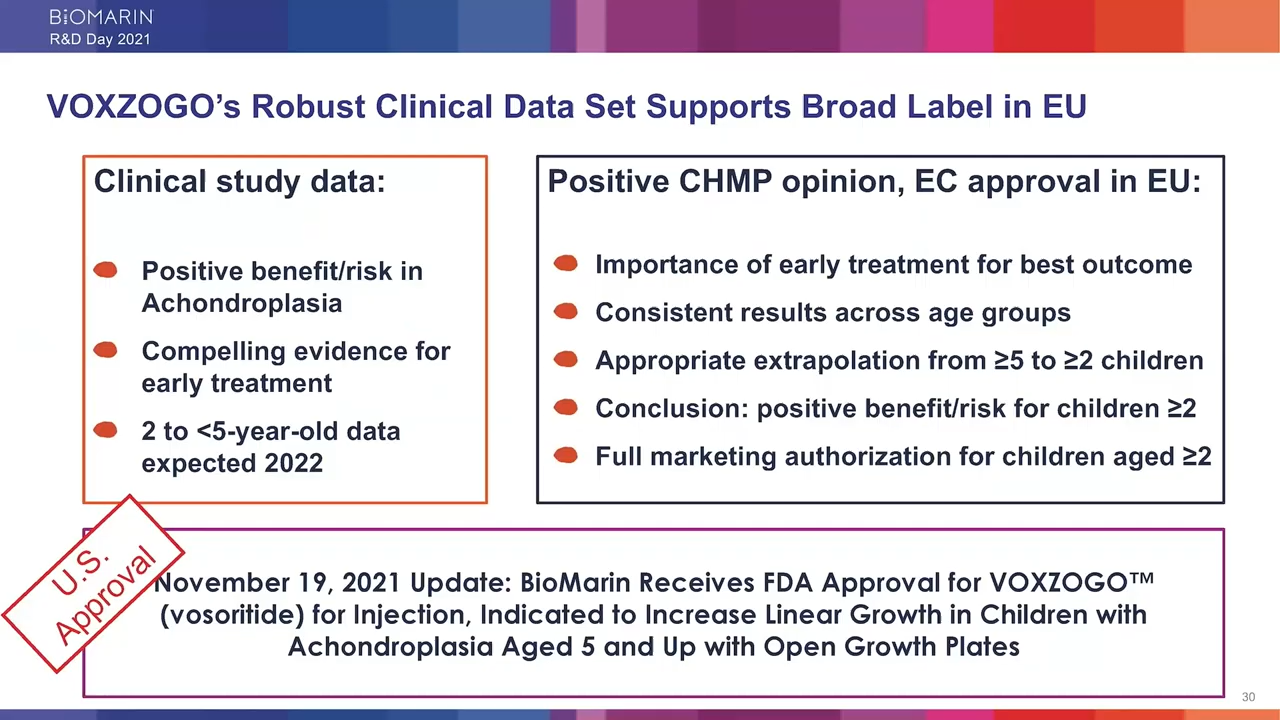 BIOMARIN
R&D Day 2021
VOXZOGO’s Robust Clinical Data Set Supports Broad Label in EU
Clinical study data:
Positive benefit/risk in
Achondroplasia
Compelling evidence for
early treatment
2 to <5-year-old data
expected 2022
Positive CHMP opinion, EC approval in EU:
Importance of early treatment for best outcome
Consistent results across age groups
Appropriate extrapolation from ≥5 to ≥2 children
Conclusion: positive benefit/risk for children ≥2
Full marketing authorization for children aged ≥2
U.S.
Approval
November 19, 2021 Update: BioMarin Receives FDA Approval for VOXZOGO™
(vosoritide) for Injection, Indicated to Increase Linear Growth in Children with
Achondroplasia Aged 5 and Up with Open Growth Plates
30